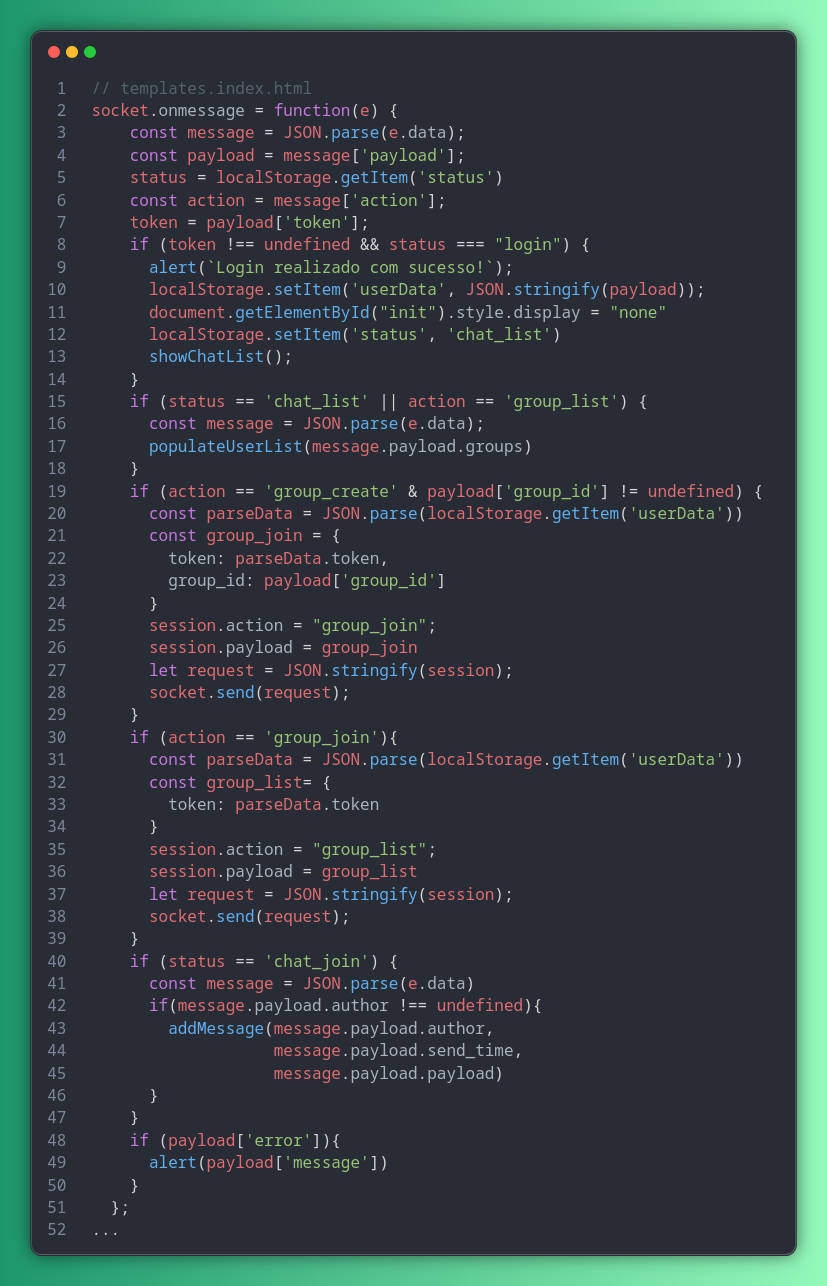 1 // templates.index.html
2 socket.onmessage = function(e) {
3     const message = JSON.parse(e.data);
4     const payload = message['payload'];
5     status = localStorage.getItem('status')
6     const action = message['action'];
7     token = payload['token'];
8     if (token !== undefined && status === "login") {
9       alert(`Login realizado com sucesso!`);
10       localStorage.setItem('userData', JSON.stringify(payload));
11       document.getElementById("init").style.display = "none"
12       localStorage.setItem('status', 'chat_list')
13       showChatList();
14     }
15     if (status == 'chat_list' || action == 'group_list') {
16       const message = JSON.parse(e.data);
17       populateUserList(message.payload.groups)
18     }
19     if (action == 'group_create' & payload['group_id'] != undefined) {
20       const parseData = JSON.parse(localStorage.getItem('userData'))
21       const group_join = {
22         token: parseData.token,
23         group_id: payload['group_id']
24       }
25       session.action = "group_join";
26       session.payload = group_join
27       let request = JSON.stringify(session);
28       socket.send(request);
29     }
30     if (action == 'group_join'){
31       const parseData = JSON.parse(localStorage.getItem('userData'))
32       const group_list= {
33         token: parseData.token
34       }
35       session.action = "group_list";
36       session.payload = group_list
37       let request = JSON.stringify(session);
38       socket.send(request);
39     }
40     if (status == 'chat_join') {
41       const message = JSON.parse(e.data)
42       if(message.payload.author !== undefined){
43         addMessage(message.payload.author,
44                    message.payload.send_time,
45                    message.payload.payload)
46       }
47     }
48     if (payload['error']){
49       alert(payload['message'])
50     }
51   };
52 ...